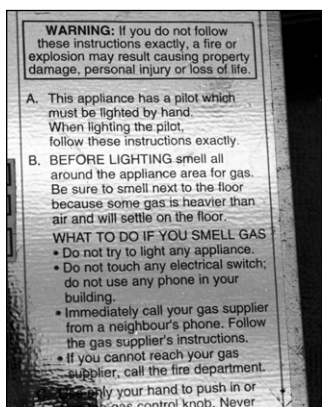 WARNING: If you do not follow
these instructions exactly, a fire or
explosion may result causing property
damage, personal injury or loss of life.
A. This appliance has a pilot which
must be lighted by hand.
When lighting the pilot,
follow these instructions exactly.
B. BEFORE LIGHTING smell all
around the appliance area for gas.
Be sure to smell next to the floor
because some gas is heavier than
air and will settle on the floor.
WHAT TO DO IF YOU SMELL GAS
• Do not try to light any appliance.
• Do not touch any electrical switch;
do not use any phone in your
building.
• Immediately call your gas supplier
from a neighbour's phone. Follow
the gas supplier's instructions.
• If you cannot reach your gas
supplier, call the fire department.
only your hand to push in or
gas control knob. Never